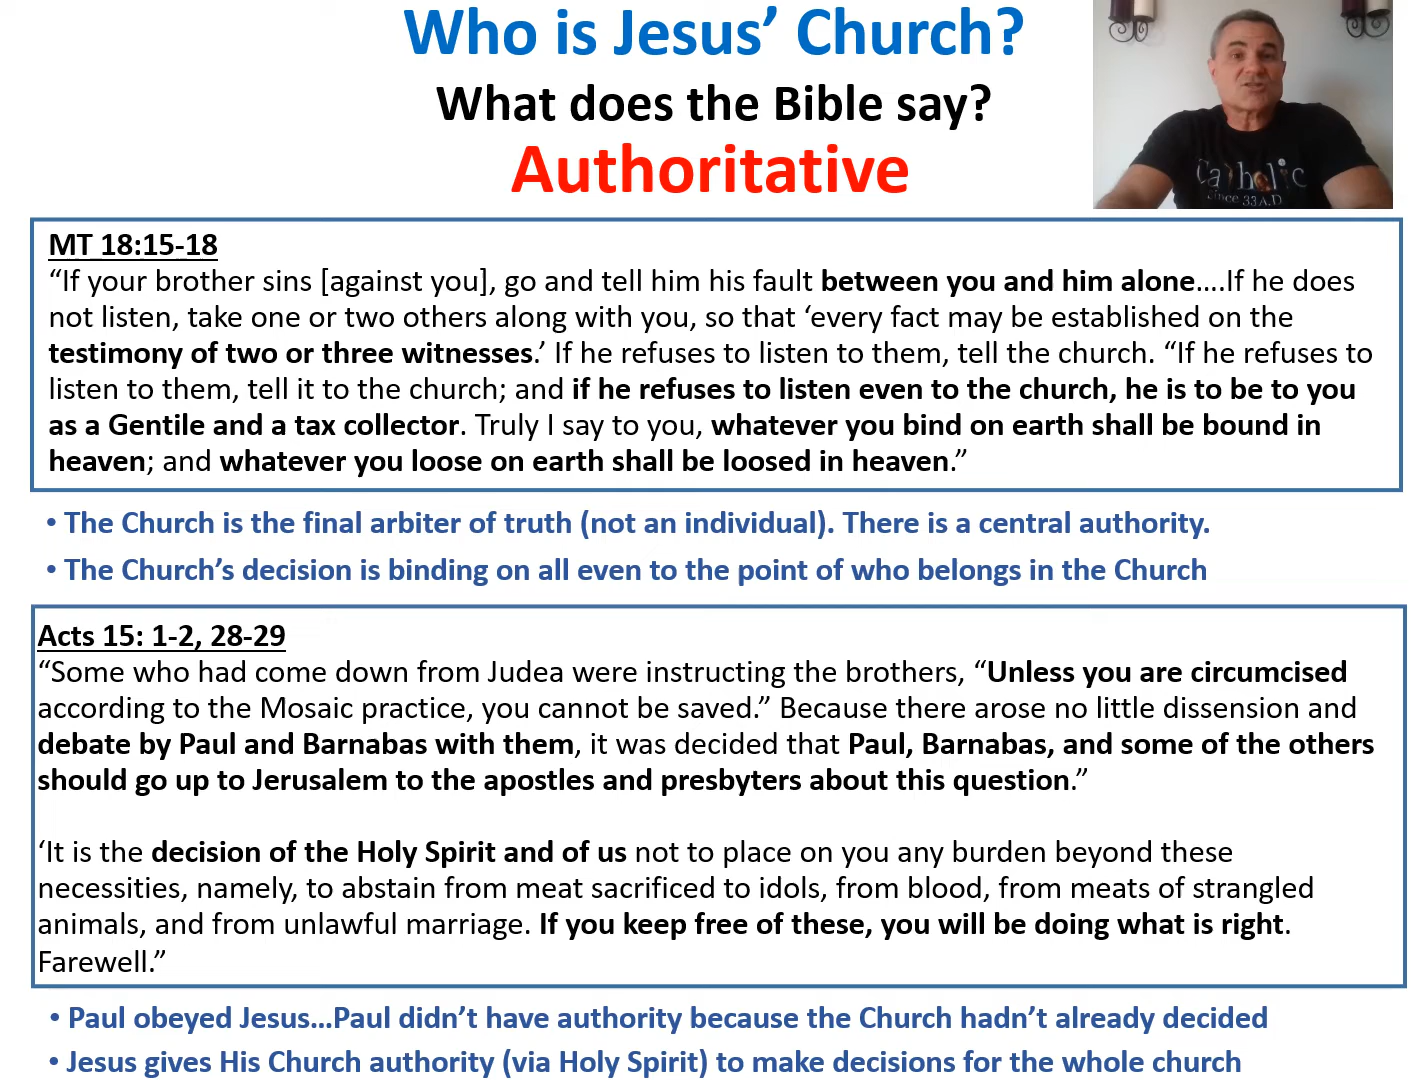 Who is Jesus’ Church?
What does the Bible say?
Authoritative
Catholic
Since 33 A.D
MT 18:15-18
“If your brother sins [against you], go and tell him his fault between you and him alone….If he does
not listen, take one or two others along with you, so that ‘every fact may be established on the
testimony of two or three witnesses.’ If he refuses to listen to them, tell the church. “If he refuses to
listen to them, tell it to the church; and if he refuses to listen even to the church, he is to be to you
as a Gentile and a tax collector. Truly I say to you, whatever you bind on earth shall be bound in
heaven; and whatever you loose on earth shall be loosed in heaven.”
• The Church is the final arbiter of truth (not an individual). There is a central authority.
• The Church’s decision is binding on all even to the point of who belongs in the Church
Acts 15: 1-2, 28-29
“Some who had come down from Judea were instructing the brothers, “Unless you are circumcised
according to the Mosaic practice, you cannot be saved.” Because there arose no little dissension and
debate by Paul and Barnabas with them, it was decided that Paul, Barnabas, and some of the others
should go up to Jerusalem to the apostles and presbyters about this question.”
‘It is the decision of the Holy Spirit and of us not to place on you any burden beyond these
necessities, namely, to abstain from meat sacrificed to idols, from blood, from meats of strangled
animals, and from unlawful marriage. If you keep free of these, you will be doing what is right.
Farewell.”
• Paul obeyed Jesus…Paul didn’t have authority because the Church hadn’t already decided
• Jesus gives His Church authority (via Holy Spirit) to make decisions for the whole church